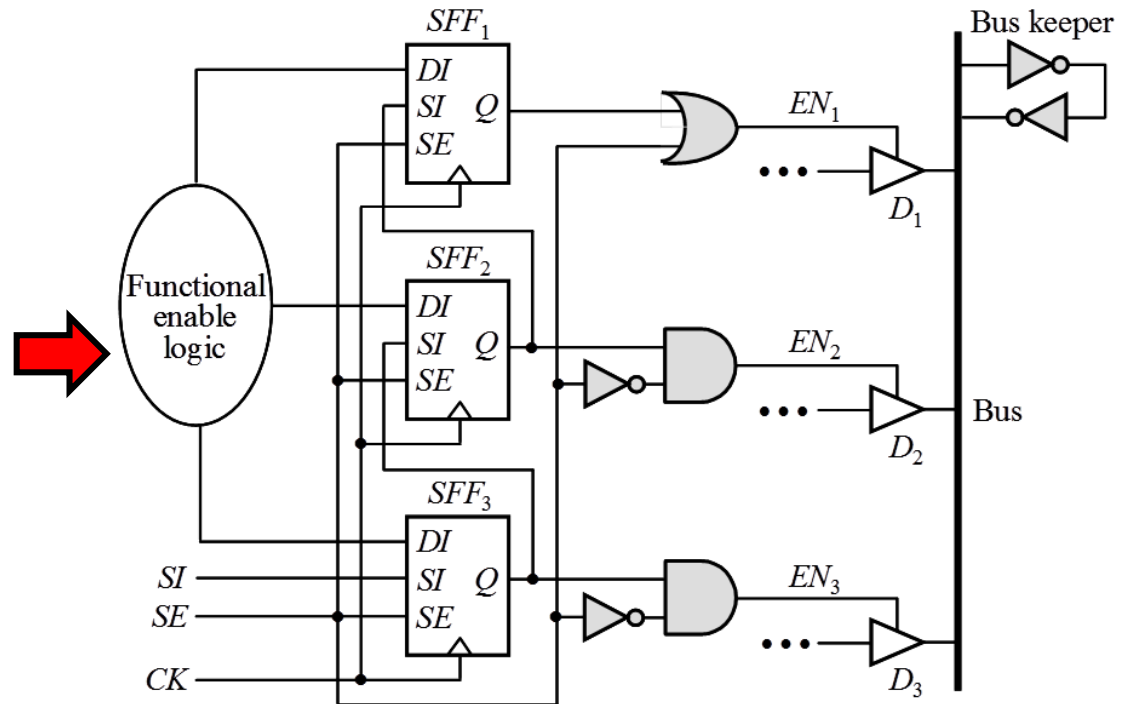 SFF₁
Bus keeper
DI
SI
Q
SE
EN₁
• • •
D₁
SFF₂
Functional
enable
logic
DI
SI
Q
SE
EN₂
• • •
D₂
Bus
SFF₃
DI
SI
SI
Q
SE
SE
EN₃
• • •
CK
D₃